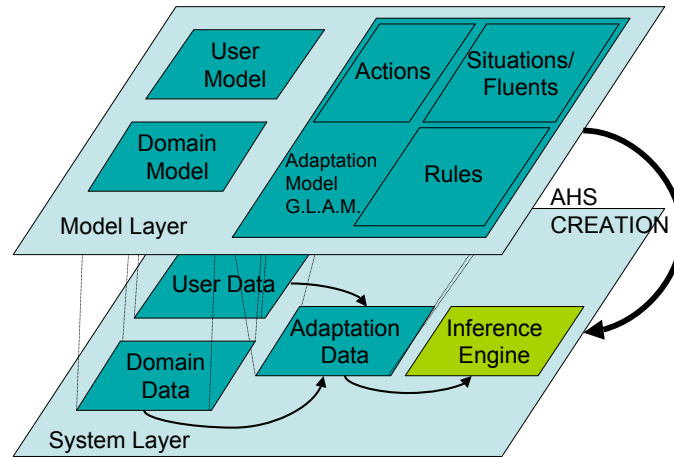 User
Model
Actions
Situations/
Fluents
Domain
Model
Adaptation
Model
G.L.A.M.
Rules
Model Layer
AHS
CREATION
User Data
Adaptation
Data
Inference
Engine
Domain
Data
System Layer